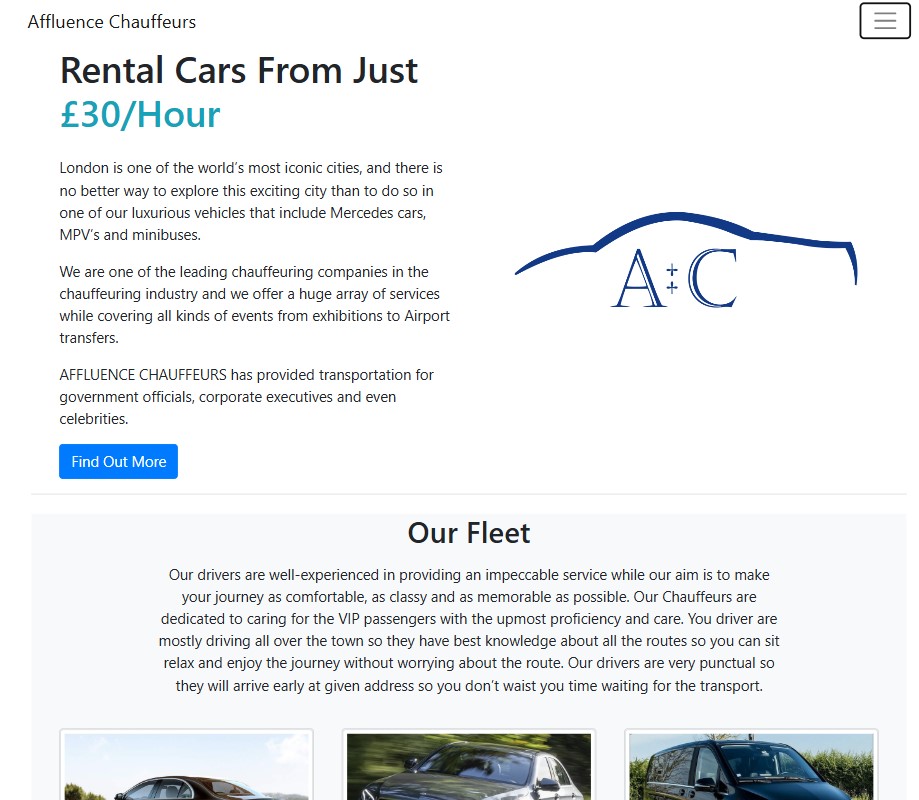 Affluence Chauffeurs
Rental Cars From Just
£30/Hour
London is one of the world's most iconic cities, and there is
no better way to explore this exciting city than to do so in
one of our luxurious vehicles that include Mercedes cars,
MPV's and minibuses.
We are one of the leading chauffeuring companies in the
chauffeuring industry and we offer a huge array of services
while covering all kinds of events from exhibitions to Airport
transfers.
AFFLUENCE CHAUFFEURS has provided transportation for
government officials, corporate executives and even
celebrities.
Find Out More
A‡C
Our Fleet
Our drivers are well-experienced in providing an impeccable service while our aim is to make
your journey as comfortable, as classy and as memorable as possible. Our Chauffeurs are
dedicated to caring for the VIP passengers with the upmost proficiency and care. You driver are
mostly driving all over the town so they have best knowledge about all the routes so you can sit
relax and enjoy the journey without worrying about the route. Our drivers are very punctual so
they will arrive early at given address so you don't waist you time waiting for the transport.